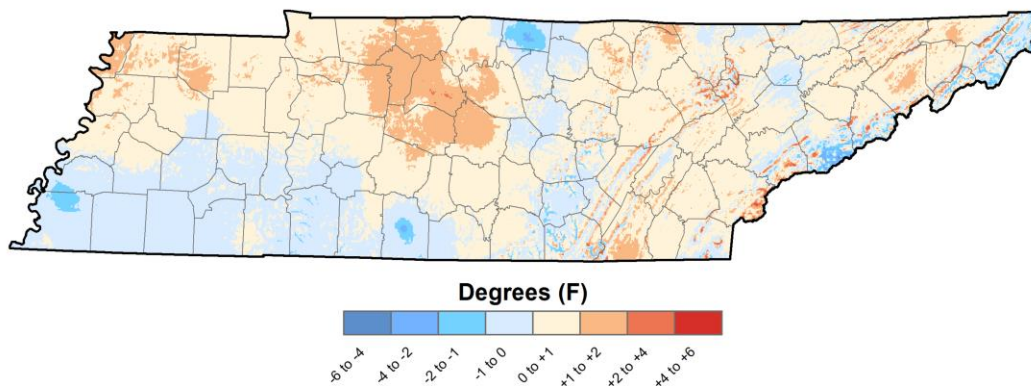 Degrees (F)
-6 to -4
-4 to -2
-2 to -1
-1 to 0
0 to +1
+1 to +2
+2 to +4
+4 to +6